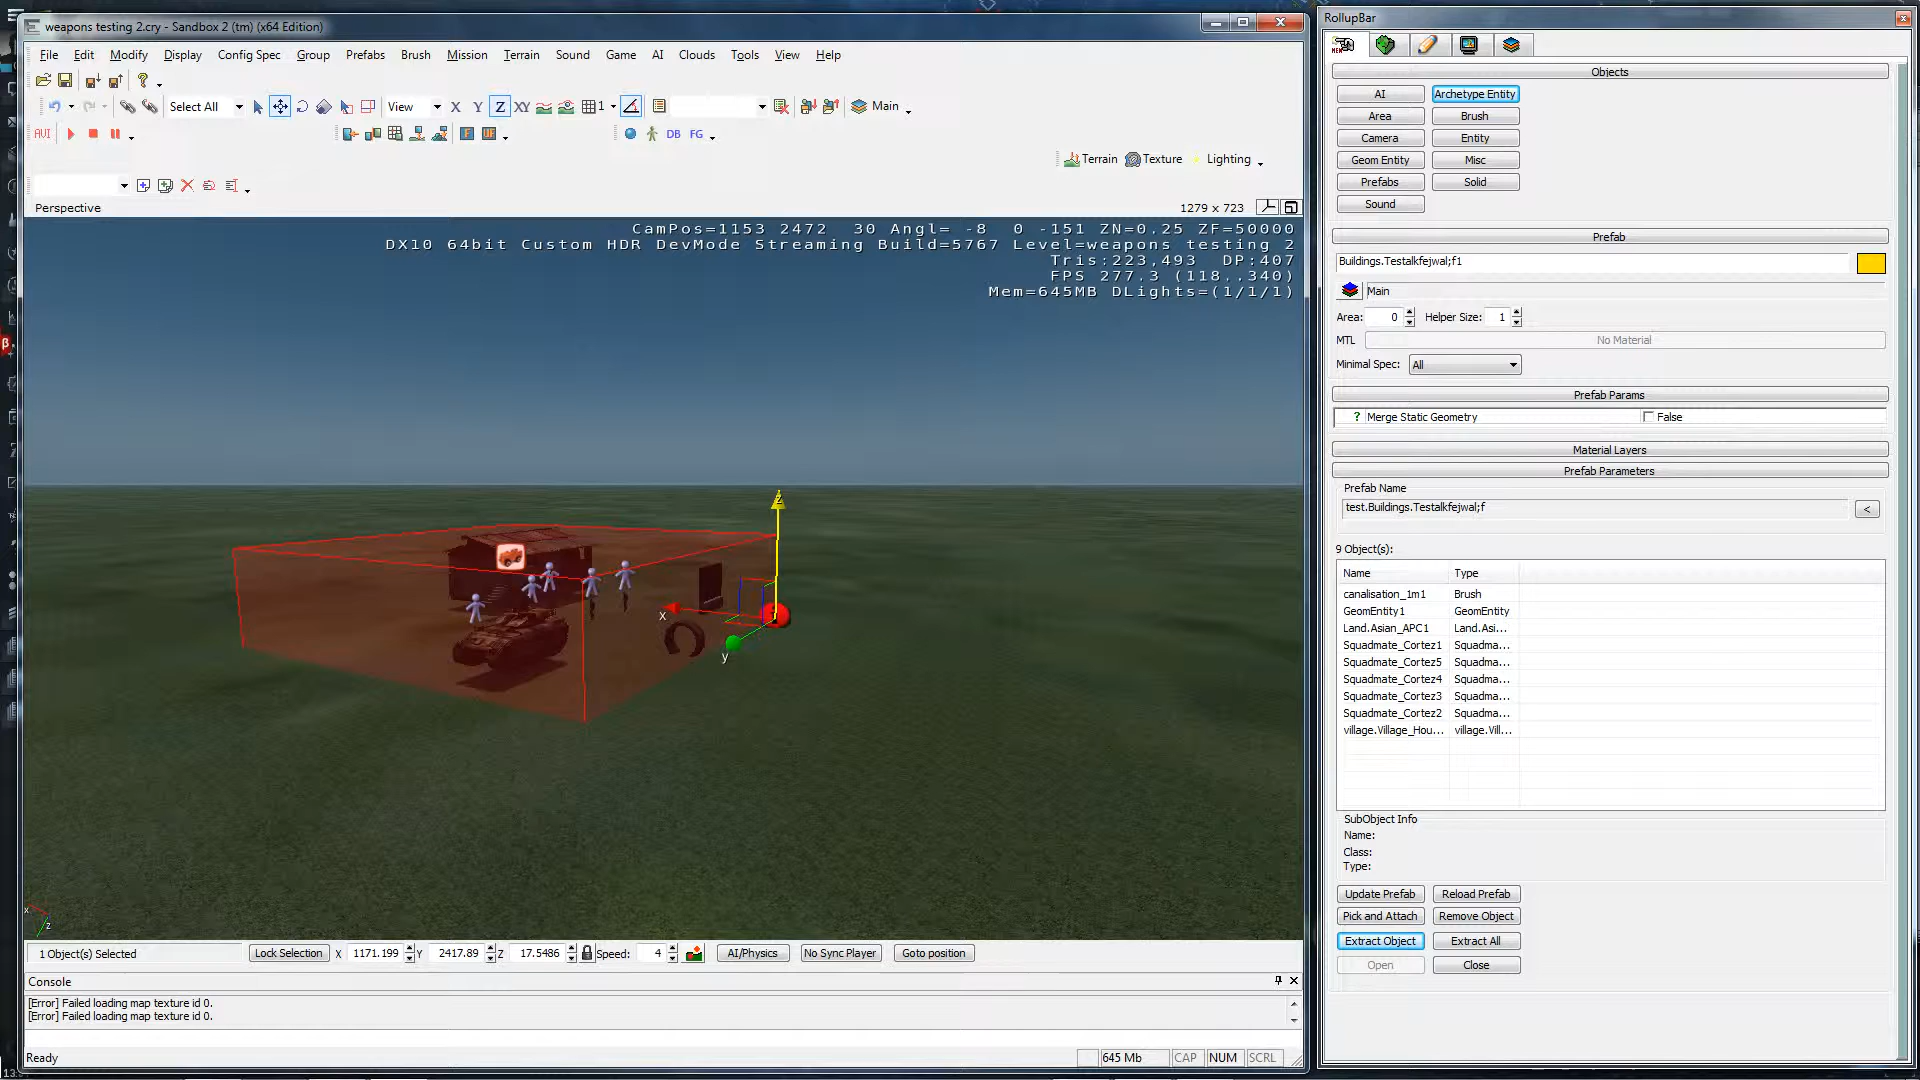 weapons testing 2.cry - Sandbox 2 (tm) (x64 Edition)
File Edit Modify Display Config Spec Group Prefabs Brush Mission Terrain Sound Game AI Clouds Tools View Help
Select All View X Y Z XY 1 Main
AVI DB FG
Terrain Texture Lighting
Perspective 1279 x 723
CamPos=1153 2472 30 Angl= -8 0 -151 ZN=0.25 ZF=50000
DX10 64bit Custom HDR DevMode Streaming Build=5767 Level=weapons testing 2
Tris:223,493 DP:407
FPS 277.3 (118..340)
Mem=645MB DLights=(1/1/1)
z
x
y
x
z
1 Object(s) Selected Lock Selection X 1171.199 Y 2417.89 Z 17.5486 Speed: 4 AI/Physics No Sync Player Goto position
Console
[Error] Failed loading map texture id 0.
[Error] Failed loading map texture id 0.
Ready 645 Mb CAP NUM SCRL
RollupBar
Objects
AI Archetype Entity
Area Brush
Camera Entity
Geom Entity Misc
Prefabs Solid
Sound
Prefab
Buildings.Testalkfejwal;f1
Main
Area: 0 Helper Size: 1
MTL No Material
Minimal Spec: All
Prefab Params
? Merge Static Geometry False
Material Layers
Prefab Parameters
Prefab Name
test.Buildings.Testalkfejwal;f <
9 Object(s):
Name Type
canalisation_1m1 Brush
GeomEntity1 GeomEntity
Land.Asian_APC1 Land.Asi...
Squadmate_Cortez1 Squadma...
Squadmate_Cortez5 Squadma...
Squadmate_Cortez4 Squadma...
Squadmate_Cortez3 Squadma...
Squadmate_Cortez2 Squadma...
village.Village_Hou... village.Vill...
SubObject Info
Name:
Class:
Type:
Update Prefab Reload Prefab
Pick and Attach Remove Object
Extract Object Extract All
Open Close